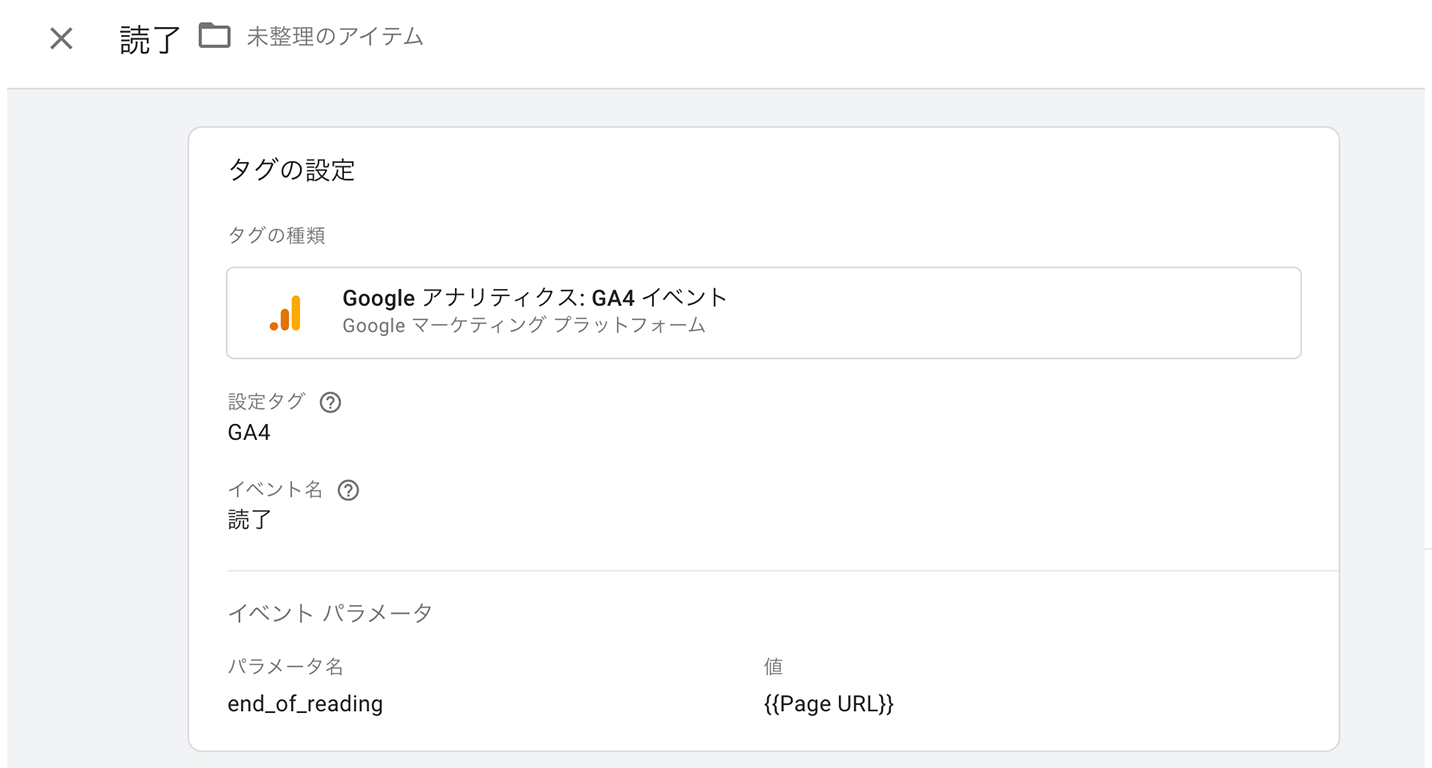 読了 未整理のアイテム
タグの設定
タグの種類
Google アナリティクス: GA4 イベント
Google マーケティング プラットフォーム
設定タグ
GA4
イベント名
読了
イベント パラメータ
パラメータ名 値
end_of_reading {{Page URL}}